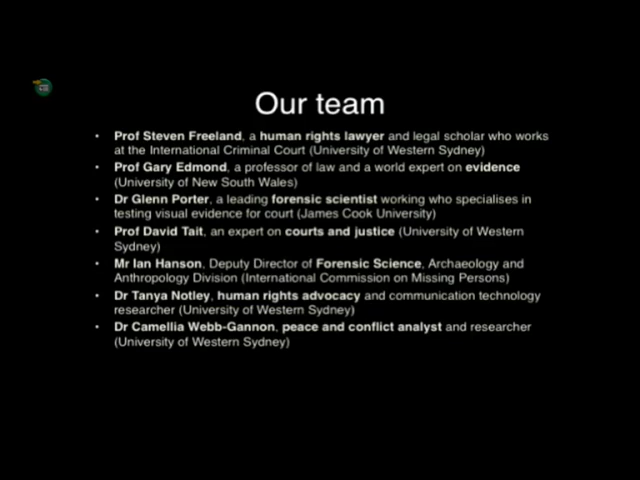 Our team
• Prof Steven Freeland, a human rights lawyer and legal scholar who works
at the International Criminal Court (University of Western Sydney)
• Prof Gary Edmond, a professor of law and a world expert on evidence
(University of New South Wales)
• Dr Glenn Porter, a leading forensic scientist working who specialises in
testing visual evidence for court (James Cook University)
• Prof David Tait, an expert on courts and justice (University of Western
Sydney)
• Mr Ian Hanson, Deputy Director of Forensic Science, Archaeology and
Anthropology Division (International Commission on Missing Persons)
• Dr Tanya Notley, human rights advocacy and communication technology
researcher (University of Western Sydney)
• Dr Camellia Webb-Gannon, peace and conflict analyst and researcher
(University of Western Sydney)